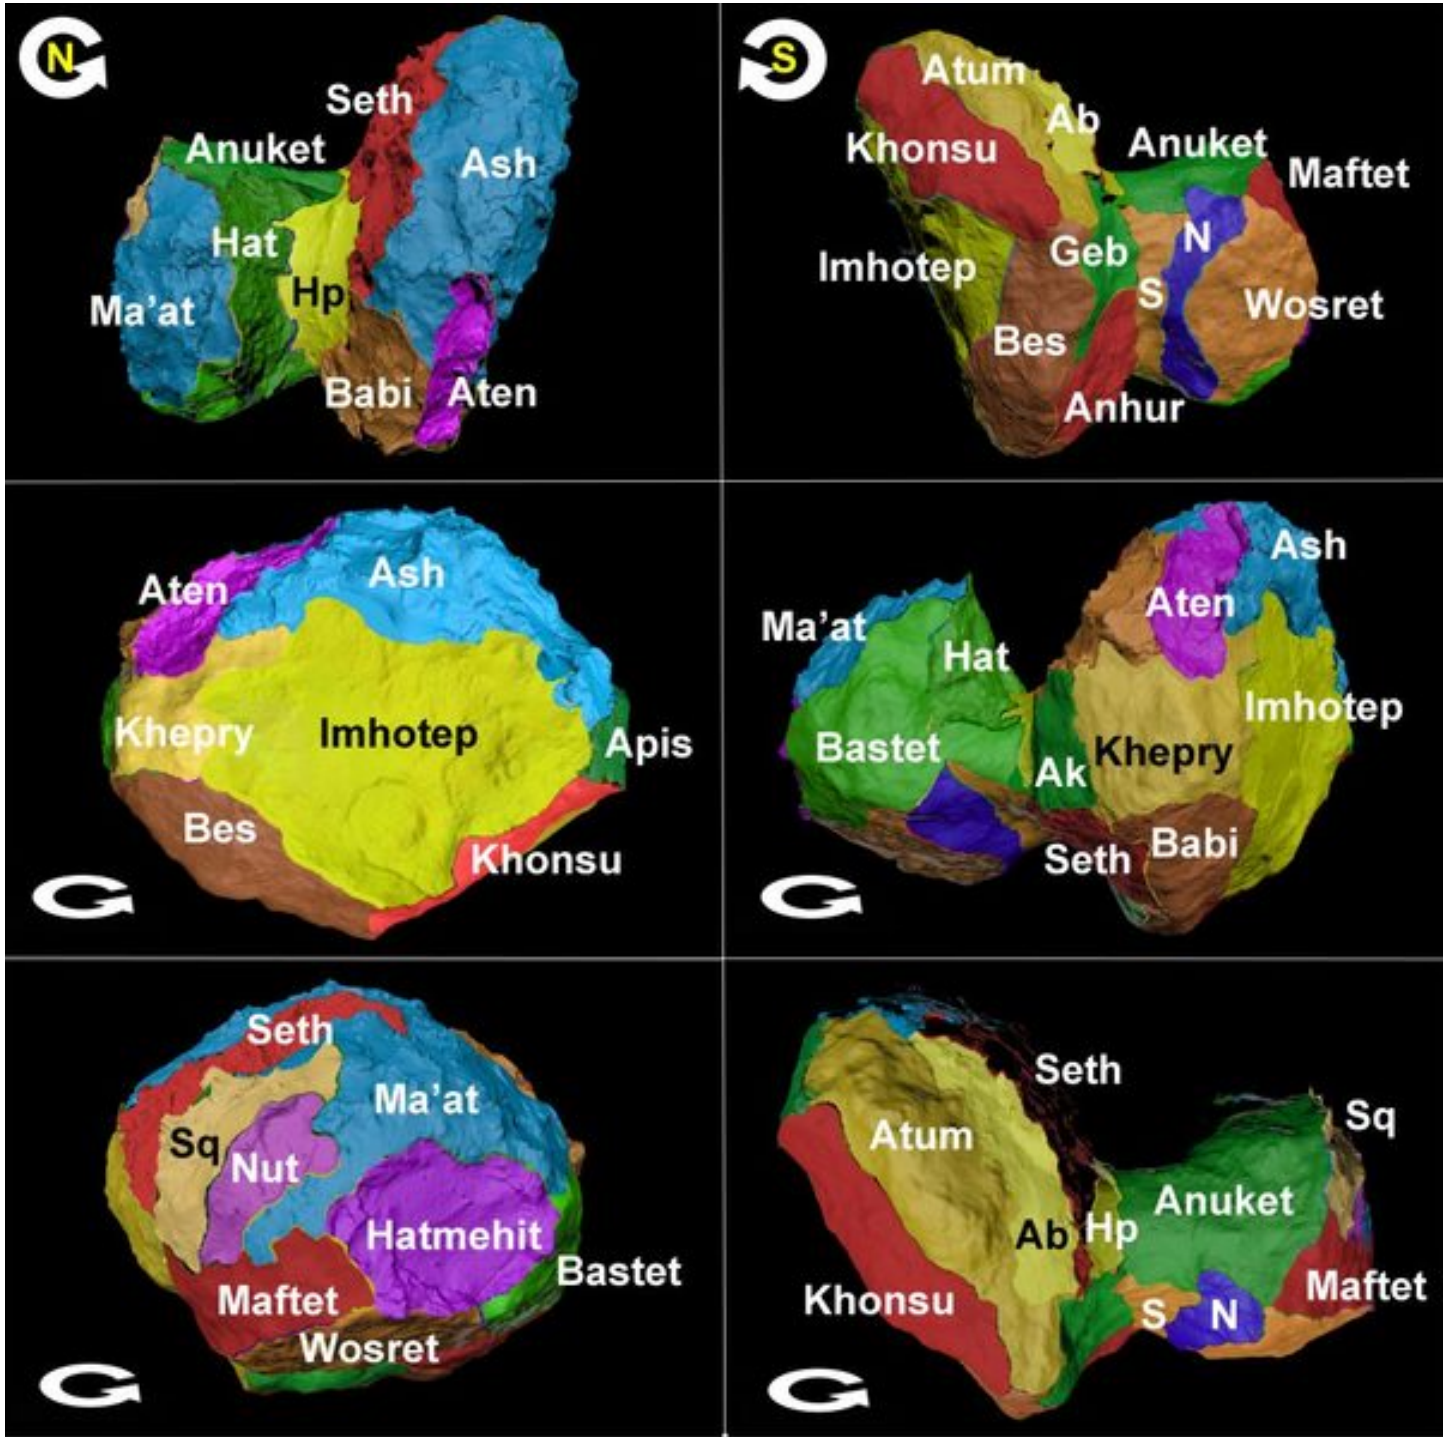 N
Seth
Anuket
Ash
Hat
Hp
Ma'at
Babi
Aten
S
Atum
Ab
Khonsu
Anuket
Maftet
Geb
N
Imhotep
S
Wosret
Bes
Anhur
Aten
Ash
Khepry
Imhotep
Apis
Bes
Khonsu
Ash
Ma'at
Aten
Hat
Imhotep
Bastet
Khepry
Ak
Seth
Babi
Seth
Ma'at
Sq
Nut
Hatmehit
Bastet
Maftet
Wosret
Seth
Sq
Atum
Anuket
Ab
Hp
Khonsu
Maftet
S
N